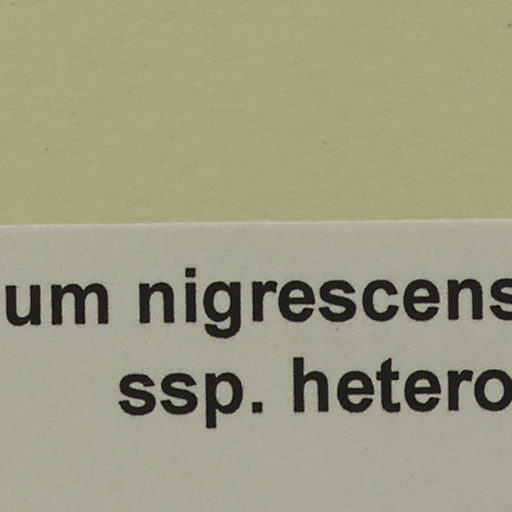 um nigrescens
ssp. hetero